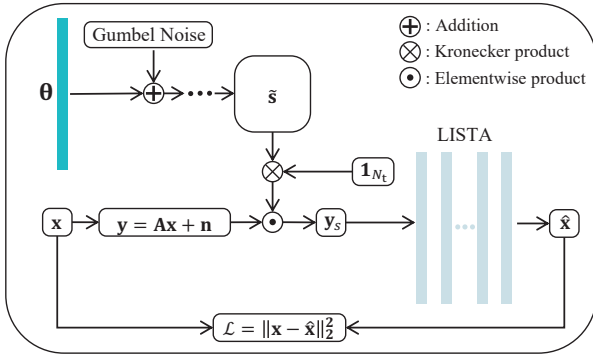 Gumbel Noise
⊕ : Addition
⊗ : Kronecker product
⊙ : Elementwise product
θ
s̃
LISTA
1_{N_t}
x
y = Ax + n
y_s
x̂
ℒ = ‖x − x̂‖₂²